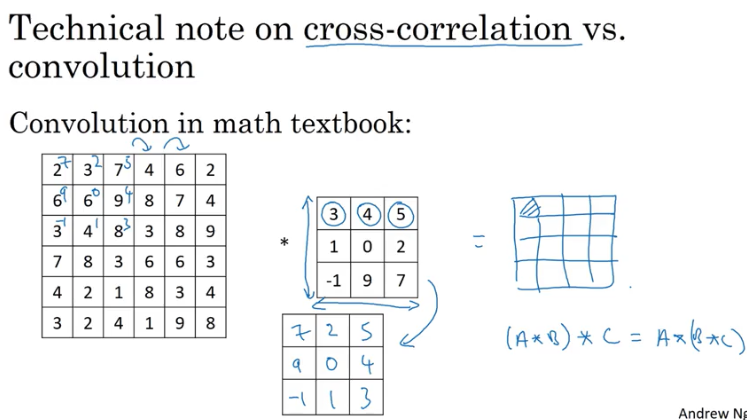 Technical note on cross-correlation vs.
convolution
Convolution in math textbook:
2 7 3 2 7 5 4 6 2
6 9 6 0 9 4 8 7 4
3 -1 4 1 8 3 3 8 9
7 8 3 6 6 3
4 2 1 8 3 4
3 2 4 1 9 8
*
3 4 5
1 0 2
-1 9 7
=
7 2 5
9 0 4
-1 1 3
(A * B) * C = A * (B * C)
Andrew Ng